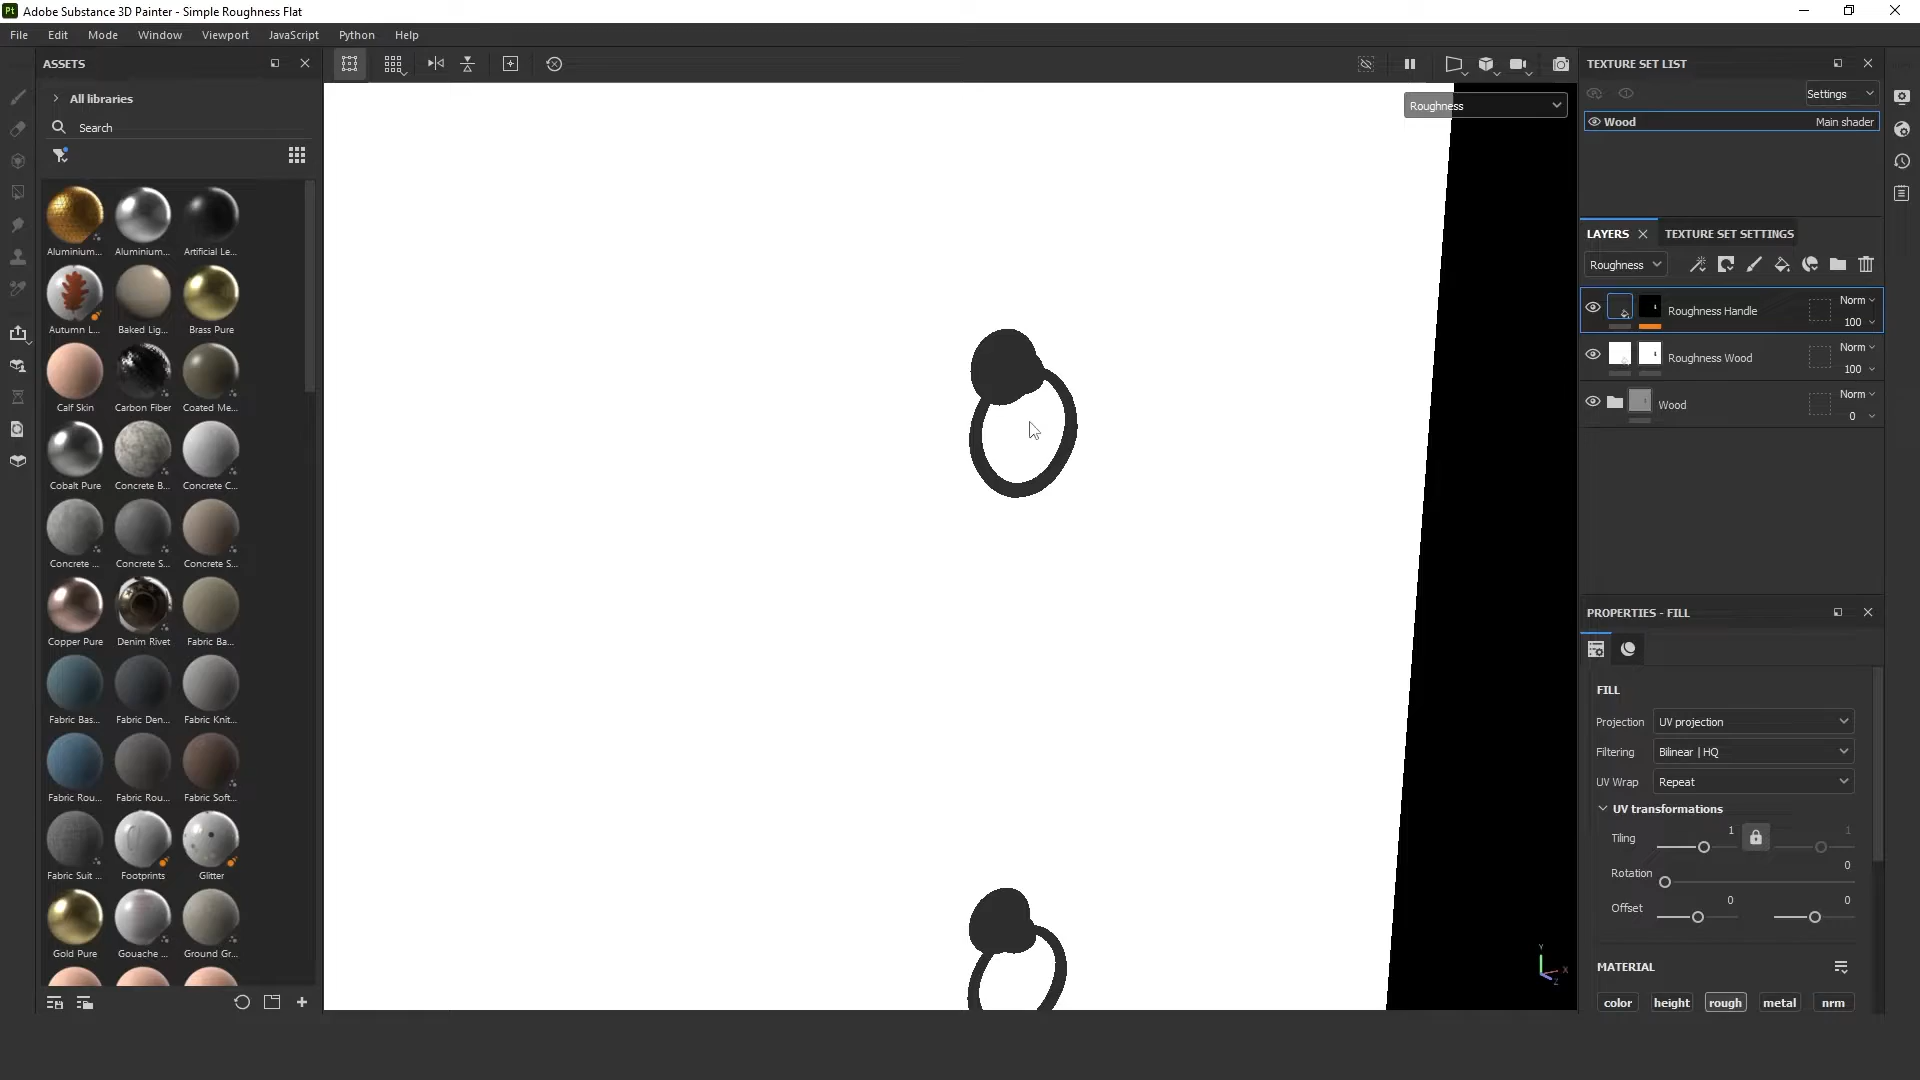 Pt Adobe Substance 3D Painter - Simple Roughness Flat
File Edit Mode Window Viewport JavaScript Python Help
ASSETS
All libraries
Search
Aluminium... Aluminium... Artificial Le...
Autumn L... Baked Lig... Brass Pure
Calf Skin Carbon Fiber Coated Me...
Cobalt Pure Concrete B... Concrete C...
Concrete ... Concrete S... Concrete S...
Copper Pure Denim Rivet Fabric Ba...
Fabric Bas... Fabric Den... Fabric Knit...
Fabric Rou... Fabric Rou... Fabric Soft...
Fabric Suit ... Footprints Glitter
Gold Pure Gouache ... Ground Gr...
Roughness
Y
X
Z
TEXTURE SET LIST
Settings
Wood Main shader
LAYERS TEXTURE SET SETTINGS
Roughness
Roughness Handle Norm
100
Roughness Wood Norm
100
Wood Norm
0
PROPERTIES - FILL
FILL
Projection UV projection
Filtering Bilinear | HQ
UV Wrap Repeat
UV transformations
Tiling 1 1
Rotation 0
Offset 0 0
MATERIAL
color height rough metal nrm